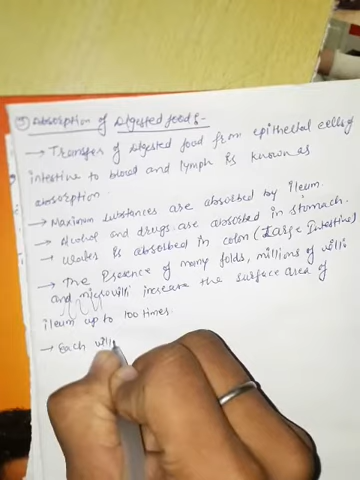 5) Absorption of Digested food :-
→ Transfer of digested food from epithelial cells of
intestine to blood and lymph is known as
absorption.
→ Maximum substances are absorbed by ileum.
→ Alcohol and drugs are absorbed in stomach.
→ Water is absorbed in colon (Large Intestine)
→ The Presence of many folds, millions of villi
and microvilli increase the surface area of
ileum up to 100 times.
→ Each vill